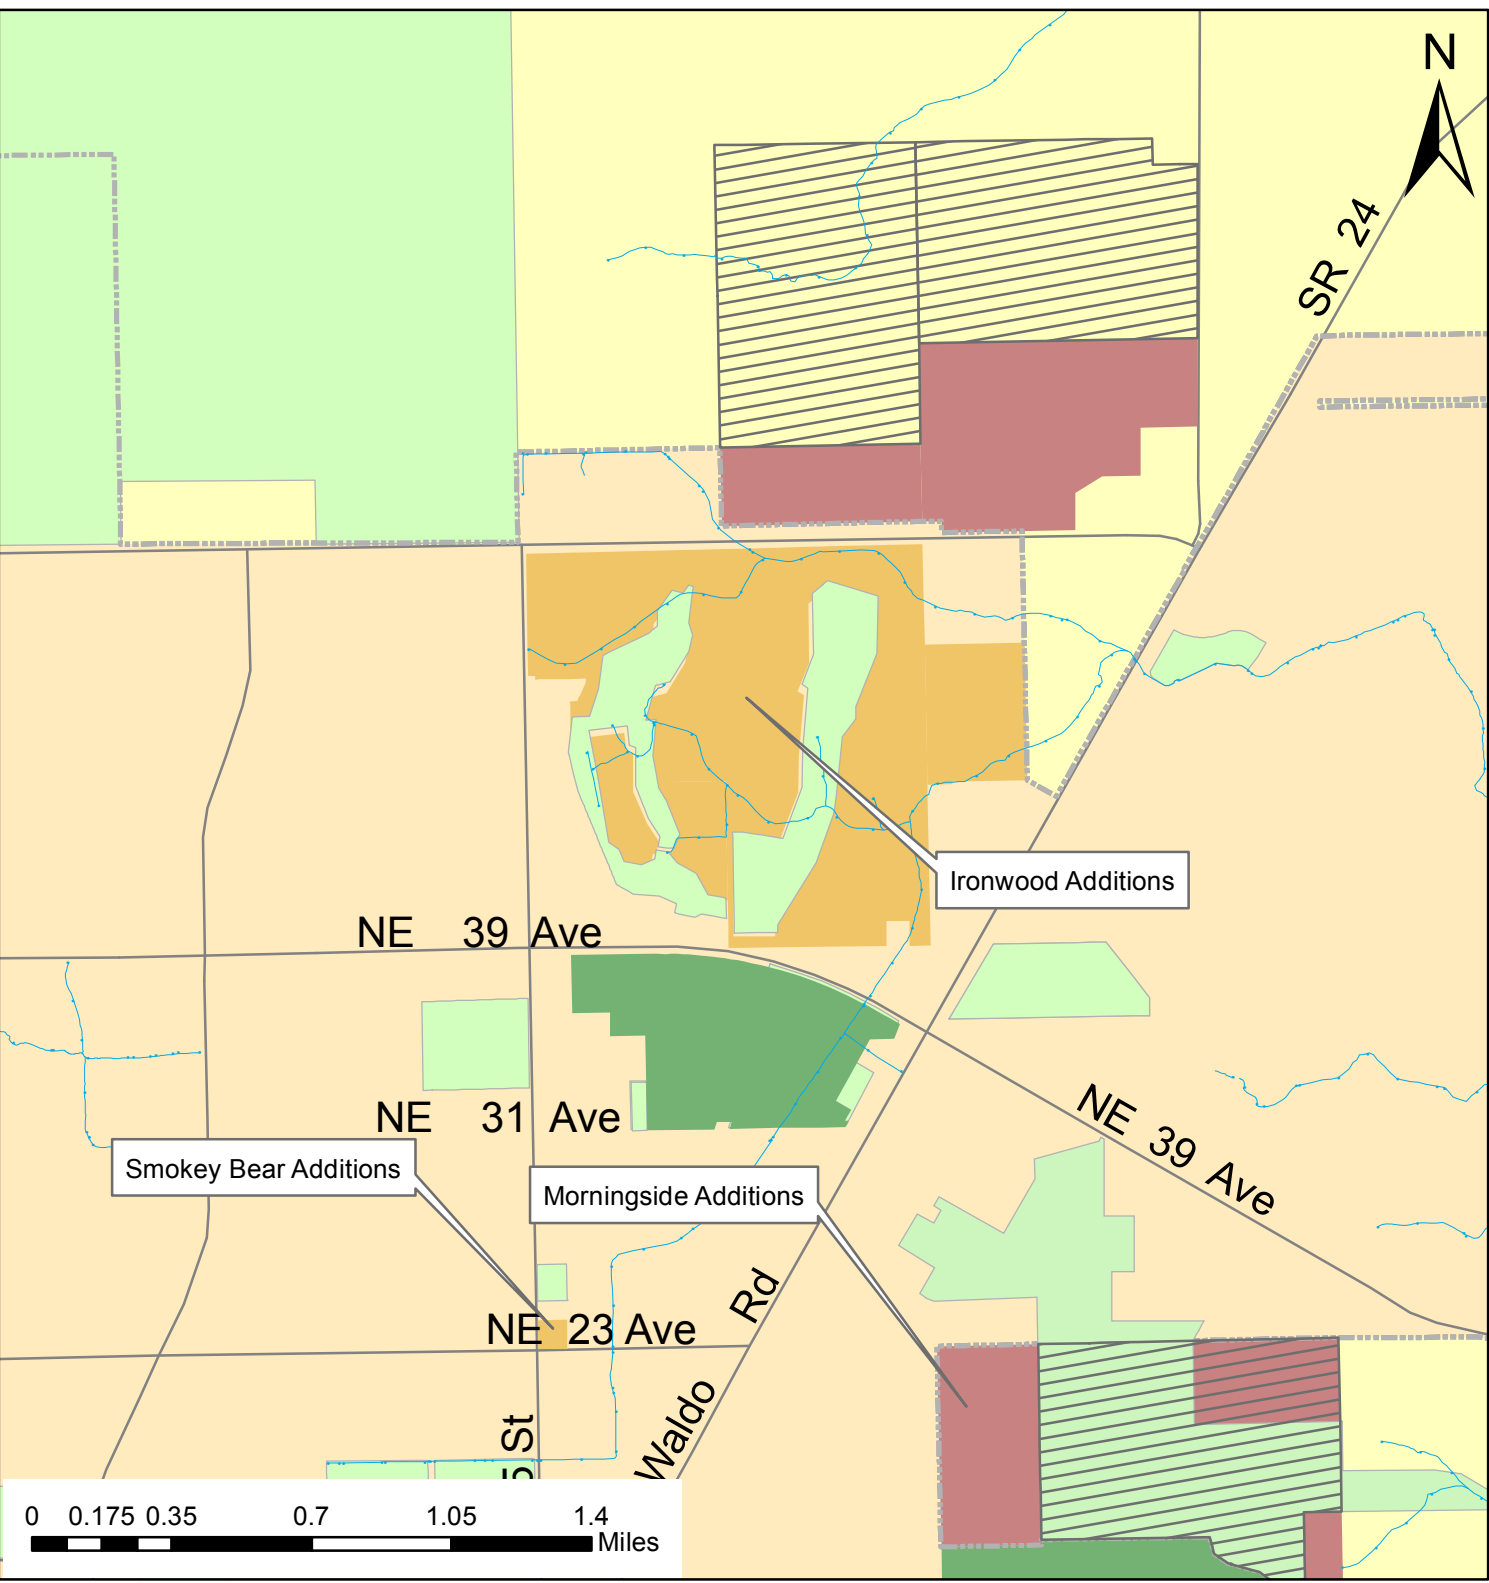 N
SR 24
Ironwood Additions
NE 39 Ave
NE 31 Ave
NE 39 Ave
Smokey Bear Additions
Morningside Additions
NE 23 Ave
Waldo Rd
St
0 0.175 0.35 0.7 1.05 1.4
Miles